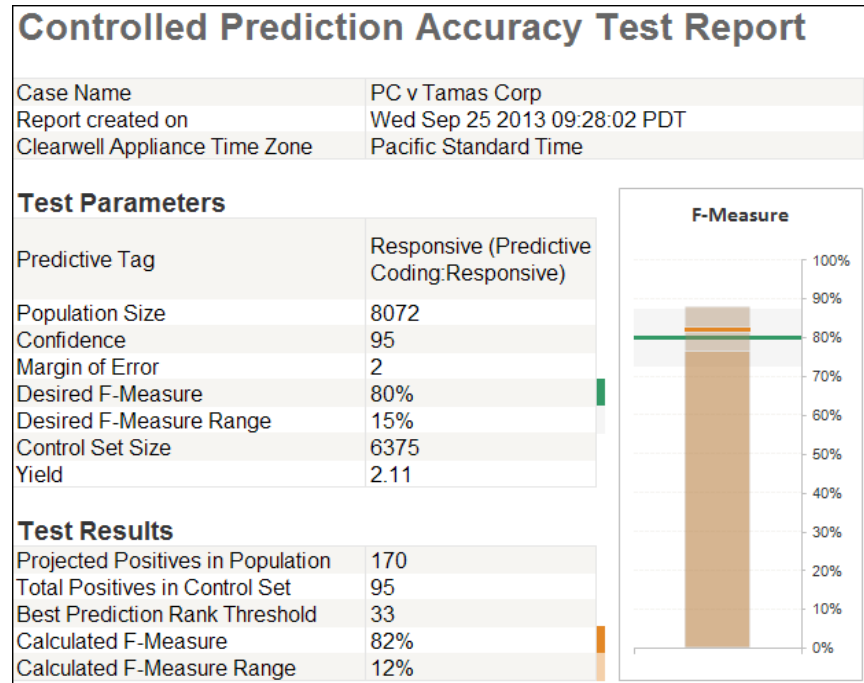 Controlled Prediction Accuracy Test Report
Case Name PC v Tamas Corp
Report created on Wed Sep 25 2013 09:28:02 PDT
Clearwell Appliance Time Zone Pacific Standard Time
Test Parameters
Predictive Tag Responsive (Predictive
Coding:Responsive)
Population Size 8072
Confidence 95
Margin of Error 2
Desired F-Measure 80%
Desired F-Measure Range 15%
Control Set Size 6375
Yield 2.11
Test Results
Projected Positives in Population 170
Total Positives in Control Set 95
Best Prediction Rank Threshold 33
Calculated F-Measure 82%
Calculated F-Measure Range 12%
F-Measure
100%
90%
80%
70%
60%
50%
40%
30%
20%
10%
0%